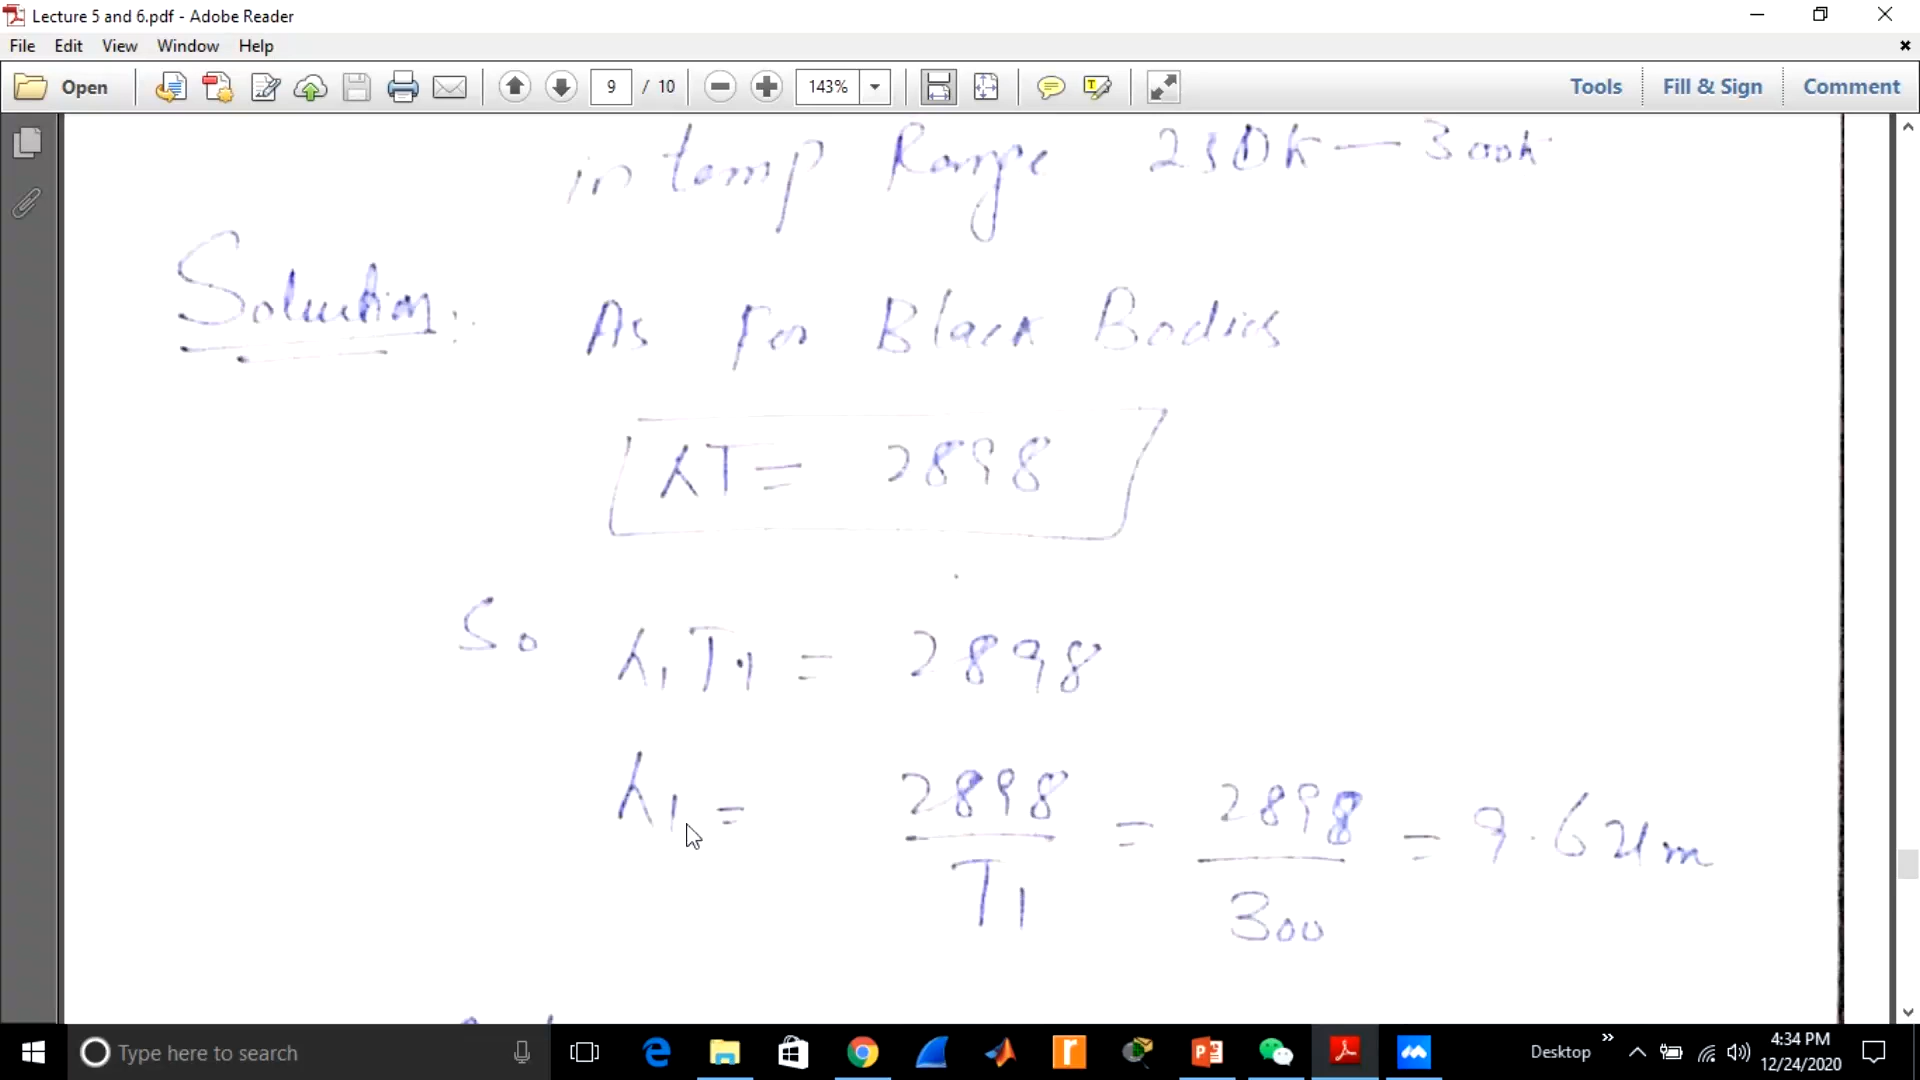 Lecture 5 and 6.pdf - Adobe Reader
File Edit View Window Help
Open 9 / 10 143% Tools Fill & Sign Comment
in temp Range 250K — 300K
Solution: As For Black Bodies
λT = 2898
So λ1T1 = 2898
λ1 = 2898/T1 = 2898/300 = 9.6 μm
Type here to search Desktop 4:34 PM
12/24/2020